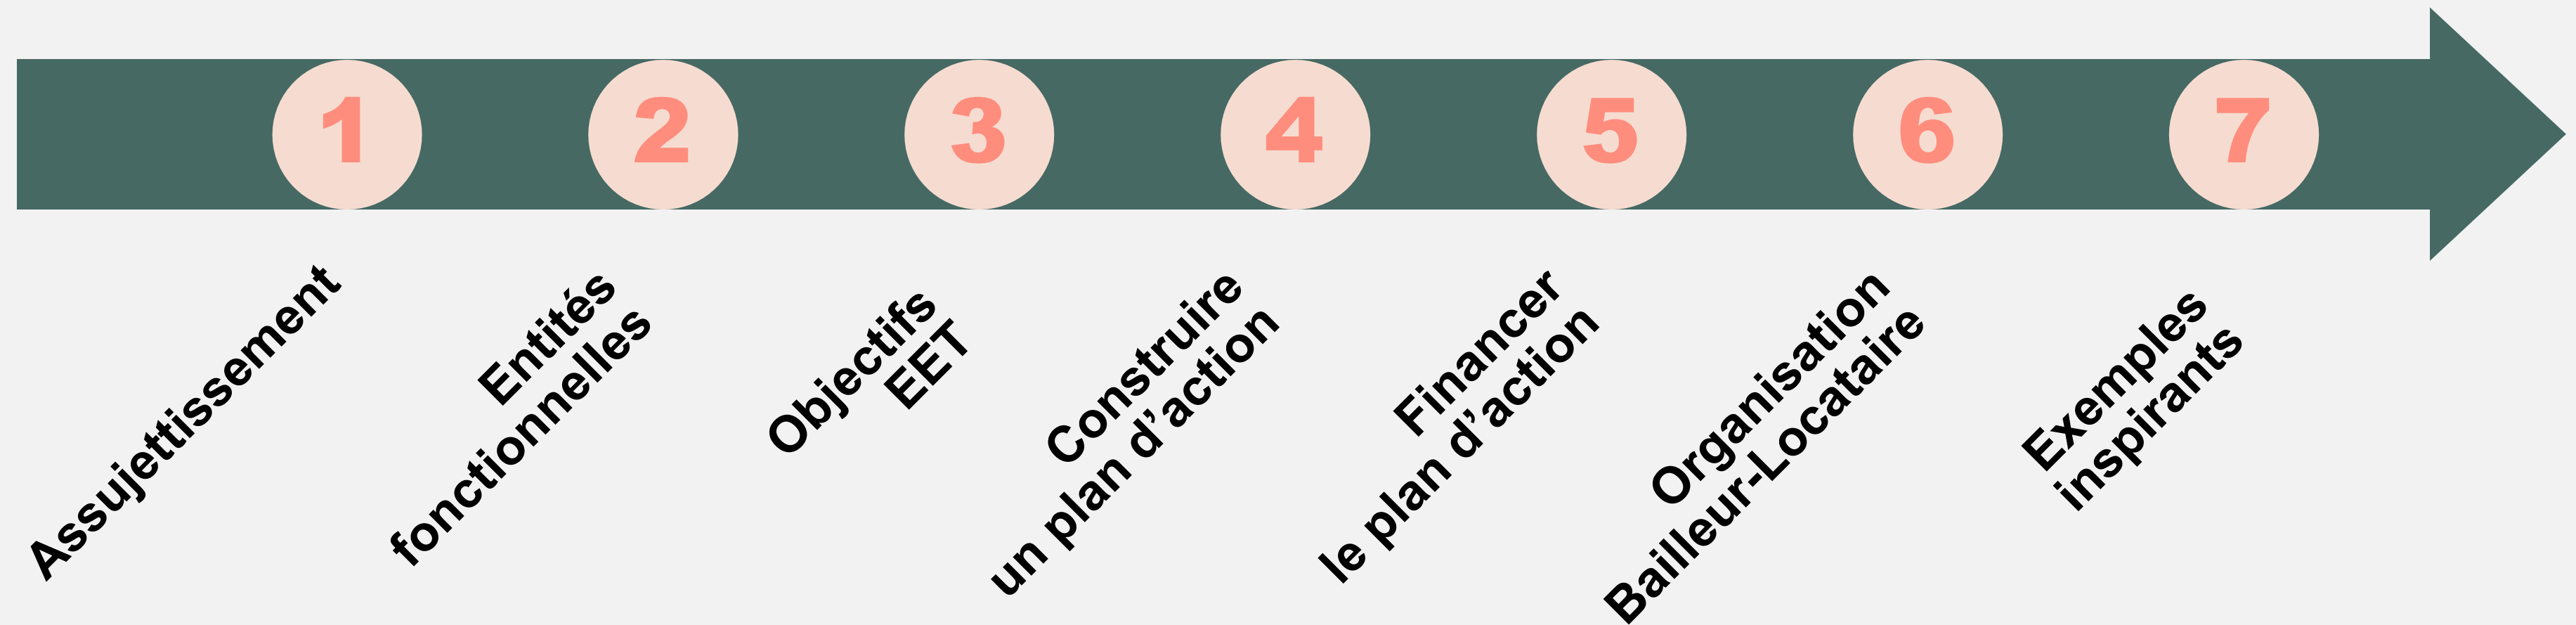 1
Assujettissement
2
Entités
fonctionnelles
3
Objectifs
EET
4
Construire
un plan d’action
5
Financer
le plan d’action
6
Organisation
Bailleur-Locataire
7
Exemples
inspirants